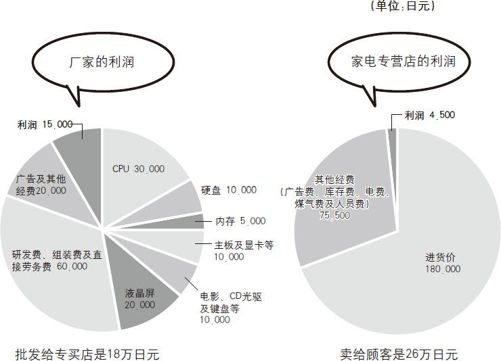 (单位:日元)
厂家的利润
家电专营店的利润
利润 15,000
CPU 30,000
硬盘 10,000
内存 5,000
主板及显卡等
10,000
电影、CD光驱
及键盘等
10,000
液晶屏
20,000
研发费、组装费及直
接劳务费 60,000
广告及其他
经费20,000
批发给专卖店是18万日元
利润 4,500
其他经费
(广告费、库存费、电费、
煤气费及人员费)
75,500
进货价
180,000
卖给顾客是26万日元